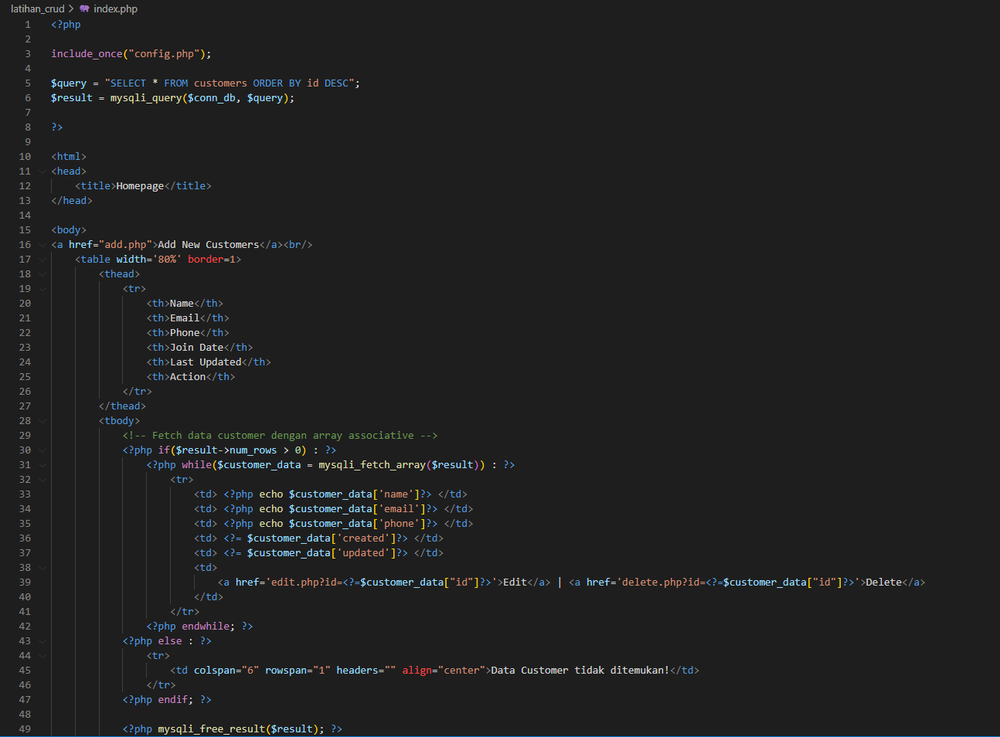 latihan_crud > index.php
1 <?php
2
3 include_once("config.php");
4
5 $query = "SELECT * FROM customers ORDER BY id DESC";
6 $result = mysqli_query($conn_db, $query);
7
8 ?>
9
10 <html>
11 <head>
12     <title>Homepage</title>
13 </head>
14
15 <body>
16 <a href="add.php">Add New Customers</a><br/>
17     <table width='80%' border=1>
18         <thead>
19             <tr>
20                 <th>Name</th>
21                 <th>Email</th>
22                 <th>Phone</th>
23                 <th>Join Date</th>
24                 <th>Last Updated</th>
25                 <th>Action</th>
26             </tr>
27         </thead>
28         <tbody>
29             <!-- Fetch data customer dengan array associative -->
30             <?php if($result->num_rows > 0) : ?>
31                 <?php while($customer_data = mysqli_fetch_array($result)) : ?>
32                     <tr>
33                         <td> <?php echo $customer_data['name']?> </td>
34                         <td> <?php echo $customer_data['email']?> </td>
35                         <td> <?php echo $customer_data['phone']?> </td>
36                         <td> <?= $customer_data['created']?> </td>
37                         <td> <?= $customer_data['updated']?> </td>
38                         <td>
39                             <a href='edit.php?id=<?=$customer_data["id"]?>'>Edit</a> | <a href='delete.php?id=<?=$customer_data["id"]?>'>Delete</a>
40                         </td>
41                     </tr>
42                 <?php endwhile; ?>
43             <?php else : ?>
44                 <tr>
45                     <td colspan="6" rowspan="1" headers="" align="center">Data Customer tidak ditemukan!</td>
46                 </tr>
47             <?php endif; ?>
48
49             <?php mysqli_free_result($result); ?>